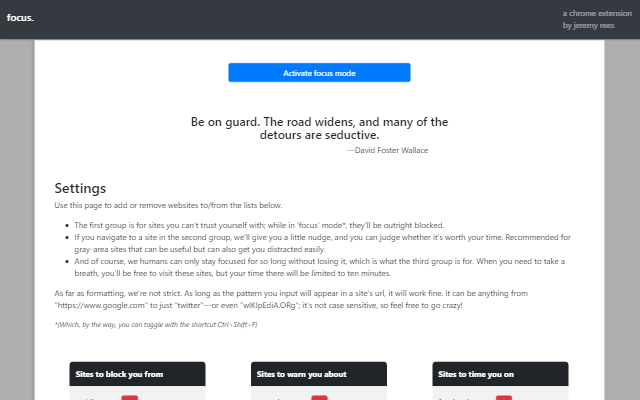 focus.
a chrome extension
by jeremy rees
Activate focus mode
Be on guard. The road widens, and many of the
detours are seductive.
—David Foster Wallace
Settings
Use this page to add or remove websites to/from the lists below.
• The first group is for sites you can't trust yourself with; while in 'focus' mode*, they'll be outright blocked.
• If you navigate to a site in the second group, we'll give you a little nudge, and you can judge whether it's worth your time. Recommended for
gray-area sites that can be useful but can also get you distracted easily.
• And of course, we humans can only stay focused for so long without losing it, which is what the third group is for. When you need to take a
breath, you'll be free to visit these sites, but your time there will be limited to ten minutes.
As far as formatting, we're not strict. As long as the pattern you input will appear in a site's url, it will work fine. It can be anything from
"https://www.google.com" to just "twitter"—or even "wIKIpEdiA.ORg"; it's not case sensitive, so feel free to go crazy!
*(Which, by the way, you can toggle with the shortcut Ctrl+Shift+F)
Sites to block you from
Sites to warn you about
Sites to time you on